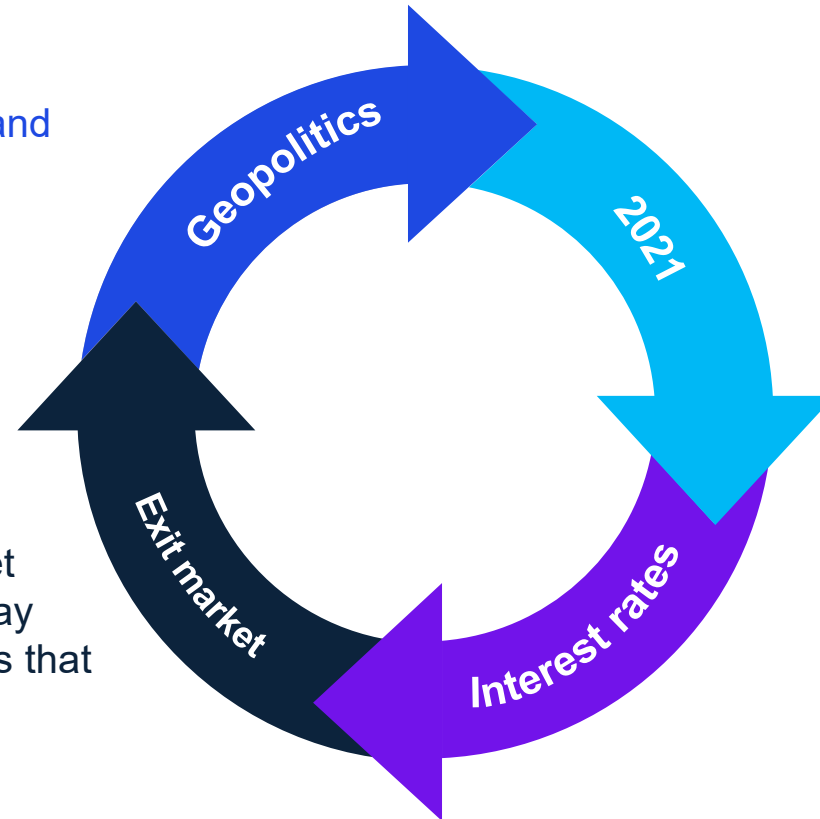 and
Geopolitics
2021
Exit market
Interest rates
et
ay
s that